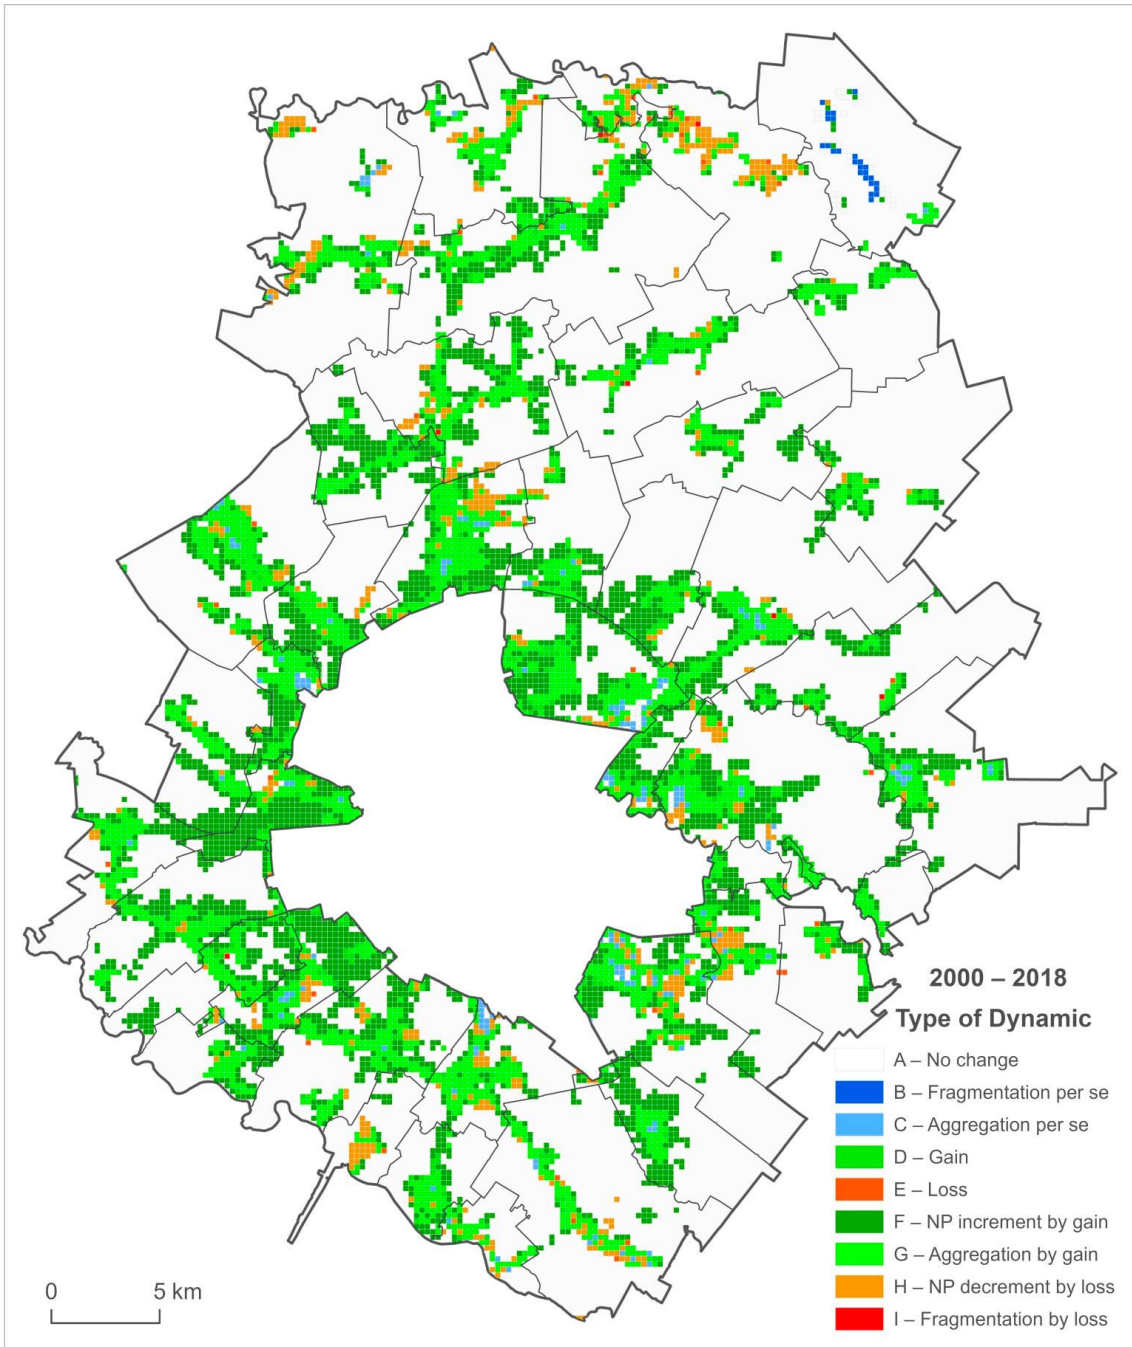 2000 – 2018
Type of Dynamic
A – No change
B – Fragmentation per se
C – Aggregation per se
D – Gain
E – Loss
F – NP increment by gain
G – Aggregation by gain
H – NP decrement by loss
I – Fragmentation by loss
0 5 km